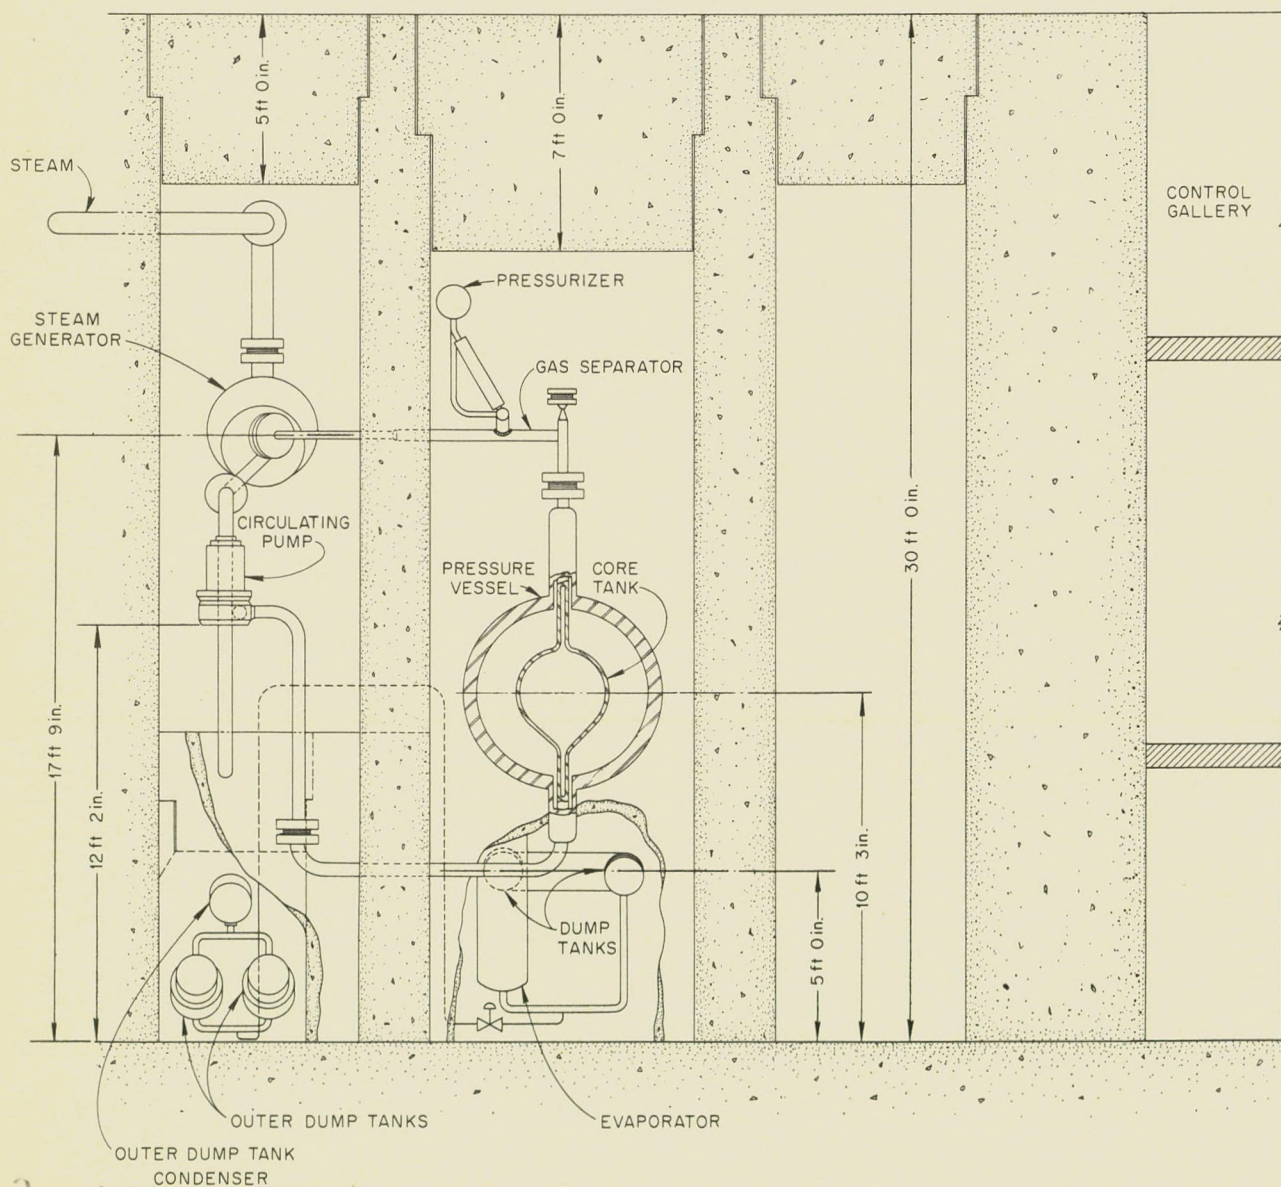 5 ft 0 in.
7 ft 0 in.
STEAM
CONTROL
GALLERY
PRESSURIZER
STEAM
GENERATOR
GAS SEPARATOR
30 ft 0 in.
CIRCULATING
PUMP
PRESSURE
VESSEL
CORE
TANK
17 ft 9 in.
12 ft 2 in.
10 ft 3 in.
DUMP
TANKS
5 ft 0 in.
OUTER DUMP TANKS
EVAPORATOR
OUTER DUMP TANK
CONDENSER